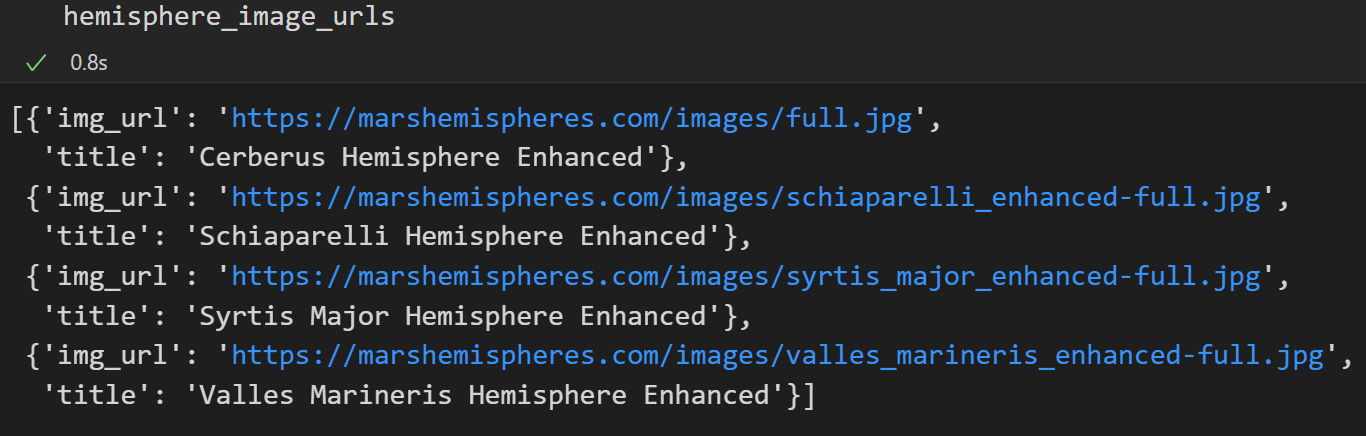 hemisphere_image_urls
0.8s
[{'img_url': 'https://marshemispheres.com/images/full.jpg',
'title': 'Cerberus Hemisphere Enhanced'},
{'img_url': 'https://marshemispheres.com/images/schiaparelli_enhanced-full.jpg',
'title': 'Schiaparelli Hemisphere Enhanced'},
{'img_url': 'https://marshemispheres.com/images/syrtis_major_enhanced-full.jpg',
'title': 'Syrtis Major Hemisphere Enhanced'},
{'img_url': 'https://marshemispheres.com/images/valles_marineris_enhanced-full.jpg',
'title': 'Valles Marineris Hemisphere Enhanced'}]